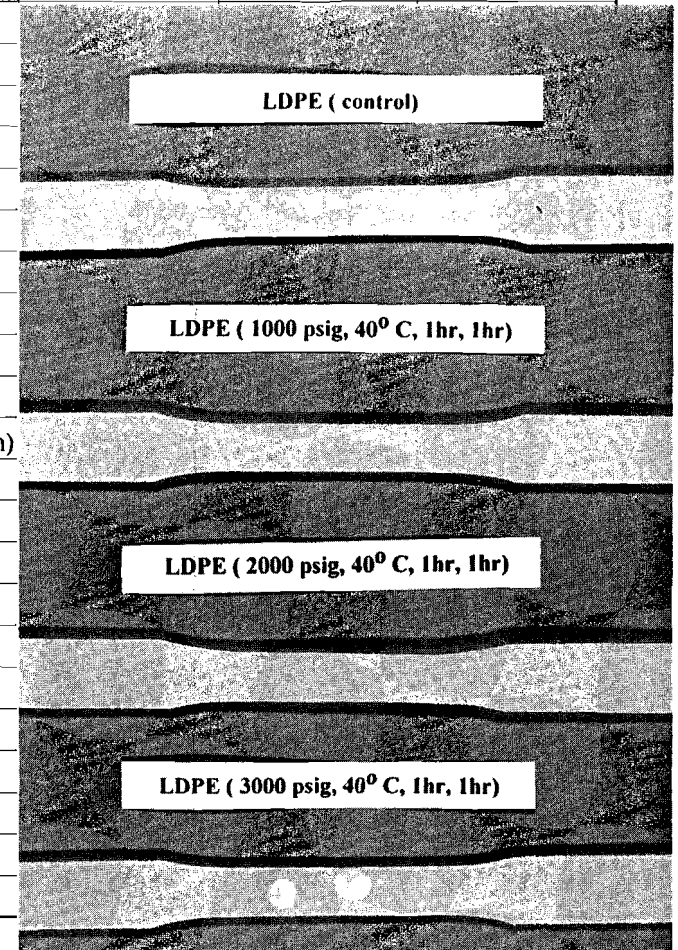 LDPE ( control)
LDPE ( 1000 psig, 40⁰ C, 1hr, 1hr)
n)
LDPE ( 2000 psig, 40⁰ C, 1hr, 1hr)
LDPE ( 3000 psig, 40⁰ C, 1hr, 1hr)